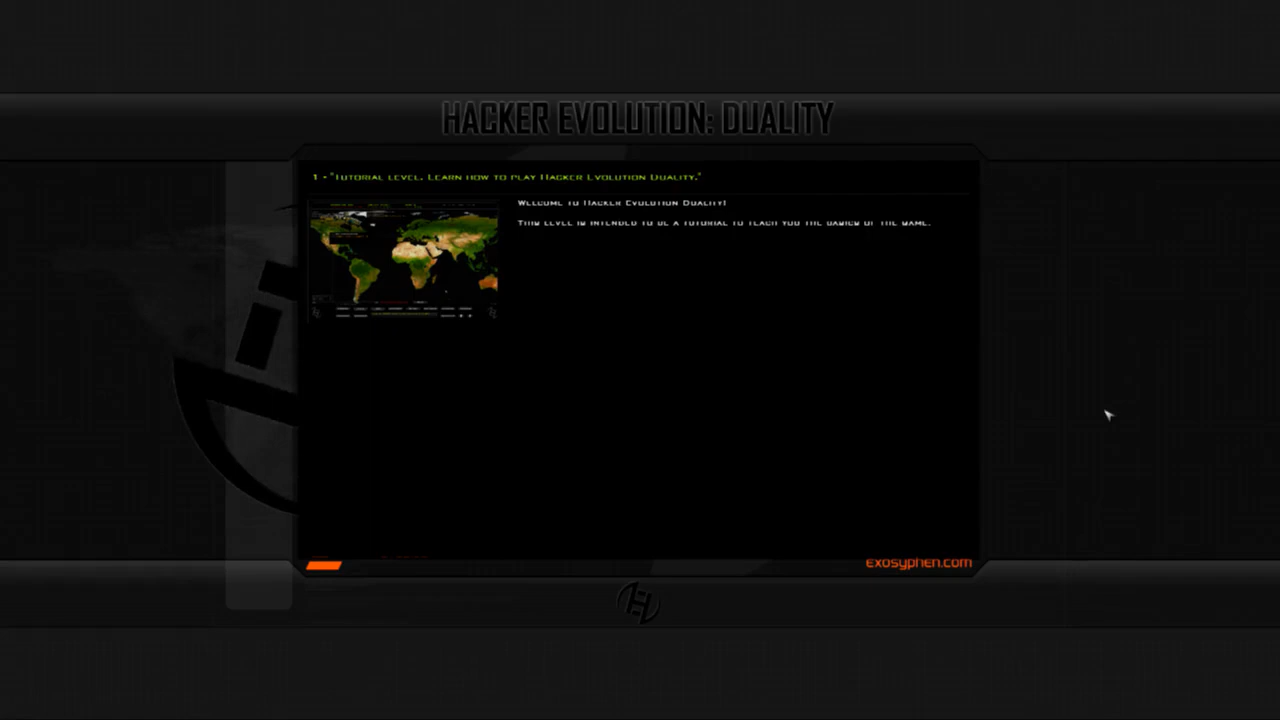 HACKER EVOLUTION: DUALITY
1 - "Tutorial level. Learn how to play Hacker Evolution Duality."
Welcome to Hacker Evolution Duality!
This level is intended to be a tutorial to teach you the basics of the game.
exosyphen.com